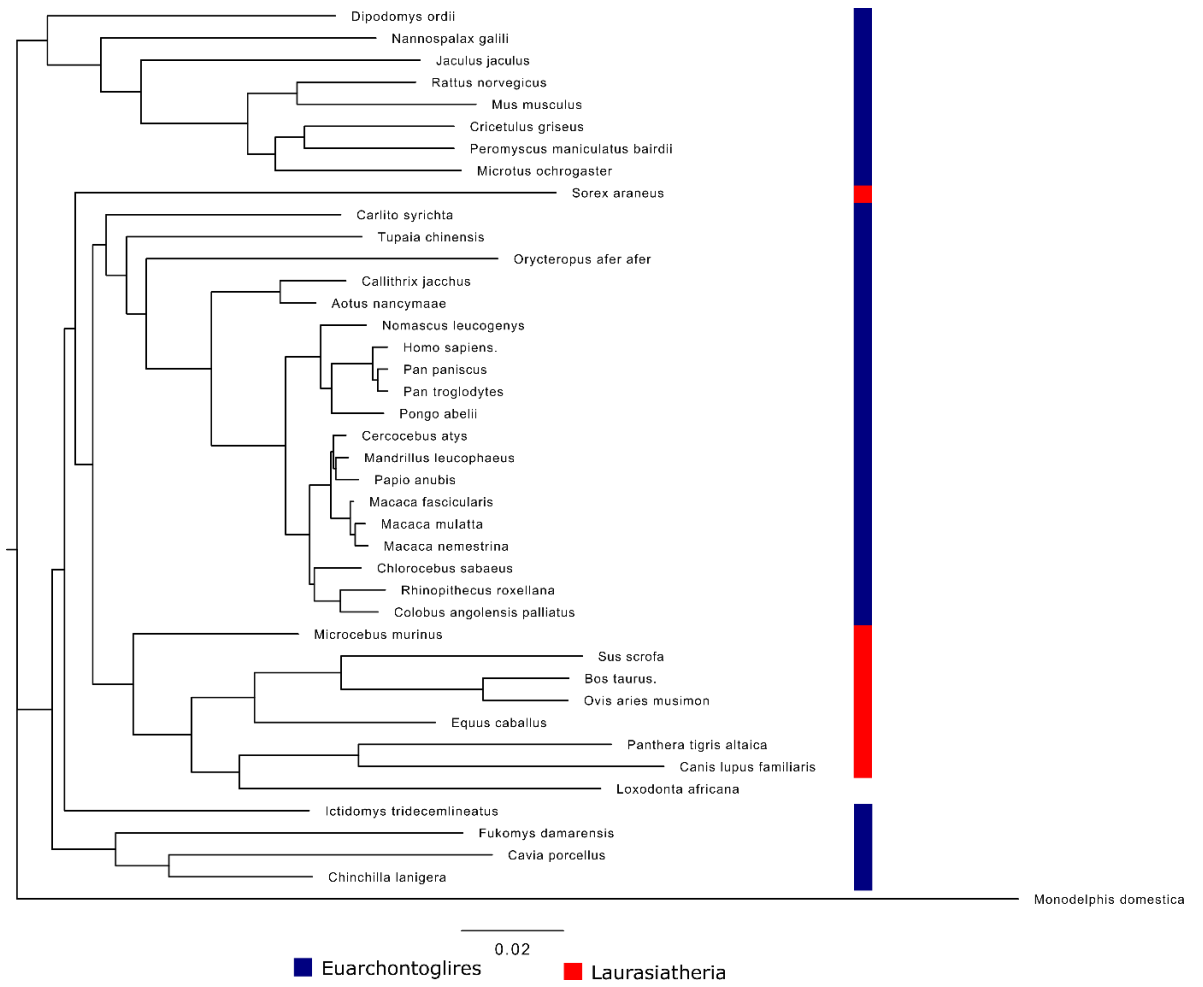 Dipodomys ordii
Nannospalax galili
Jaculus jaculus
Rattus norvegicus
Mus musculus
Cricetulus griseus
Peromyscus maniculatus bairdii
Microtus ochrogaster
Sorex araneus
Carlito syrichta
Tupaia chinensis
Orycteropus afer afer
Callithrix jacchus
Aotus nancymaae
Nomascus leucogenys
Homo sapiens.
Pan paniscus
Pan troglodytes
Pongo abelii
Cercocebus atys
Mandrillus leucophaeus
Papio anubis
Macaca fascicularis
Macaca mulatta
Macaca nemestrina
Chlorocebus sabaeus
Rhinopithecus roxellana
Colobus angolensis palliatus
Microcebus murinus
Sus scrofa
Bos taurus.
Ovis aries musimon
Equus caballus
Panthera tigris altaica
Canis lupus familiaris
Loxodonta africana
Ictidomys tridecemlineatus
Fukomys damarensis
Cavia porcellus
Chinchilla lanigera
Monodelphis domestica
0.02
Euarchontoglires
Laurasiatheria